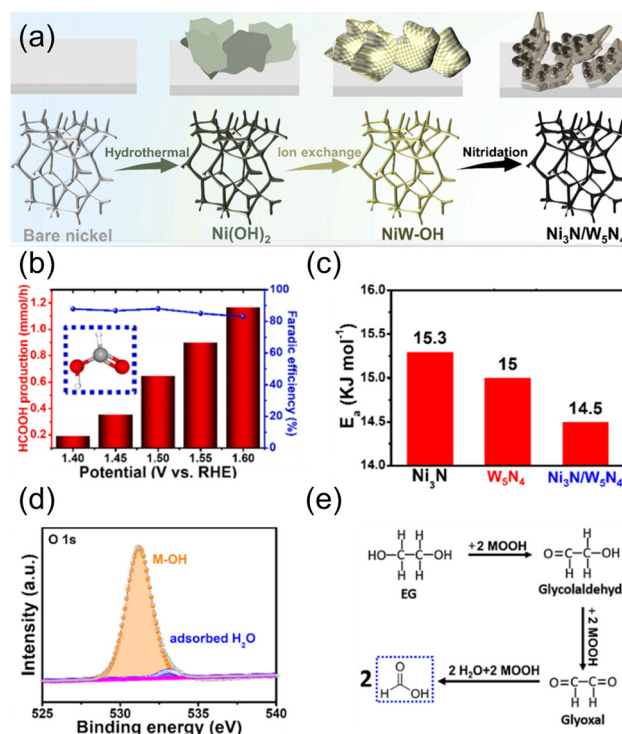 (a)
Hydrothermal
Ion exchange
Nitridation
Bare nickel
Ni(OH)₂
NiW-OH
Ni₃N/W₅N₄
(b)
HCOOH production (mmol/h)
1.2
1.0
0.8
0.6
0.4
0.2
100
80
60
40
20
0
Faradic efficiency (%)
1.40 1.45 1.50 1.55 1.60
Potential (V vs. RHE)
(c)
Eₐ (KJ mol⁻¹)
16.0
15.5
15.0
14.5
14.0
15.3
15
14.5
Ni₃N
W₅N₄
Ni₃N/W₅N₄
(d)
O 1s
M-OH
adsorbed H₂O
Intensity (a.u.)
525 530 535 540
Binding energy (eV)
(e)
H H
HO-C-C-OH
H H
EG
+2 MOOH
H
O=C-C-OH
H H
Glycolaldehyd
+ 2 MOOH
O=C-C=O
H H
Glyoxal
2 H₂O+2 MOOH
2
O
H OH